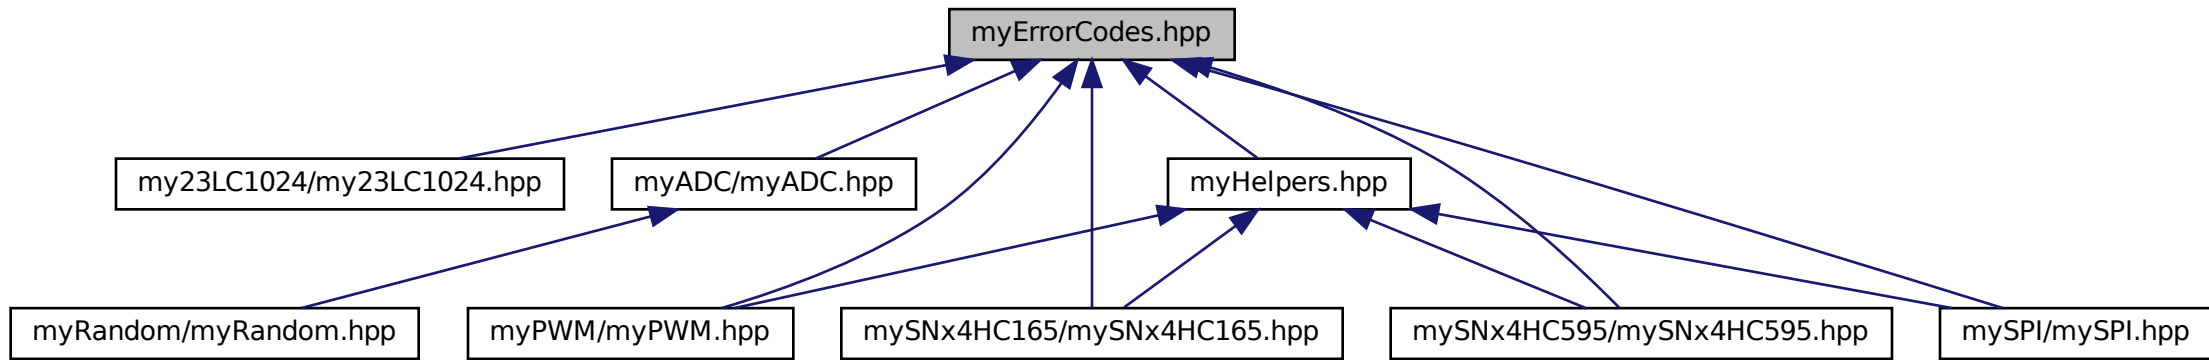 myErrorCodes.hpp
my23LC1024/my23LC1024.hpp
myADC/myADC.hpp
myHelpers.hpp
myRandom/myRandom.hpp
myPWM/myPWM.hpp
mySNx4HC165/mySNx4HC165.hpp
mySNx4HC595/mySNx4HC595.hpp
mySPI/mySPI.hpp